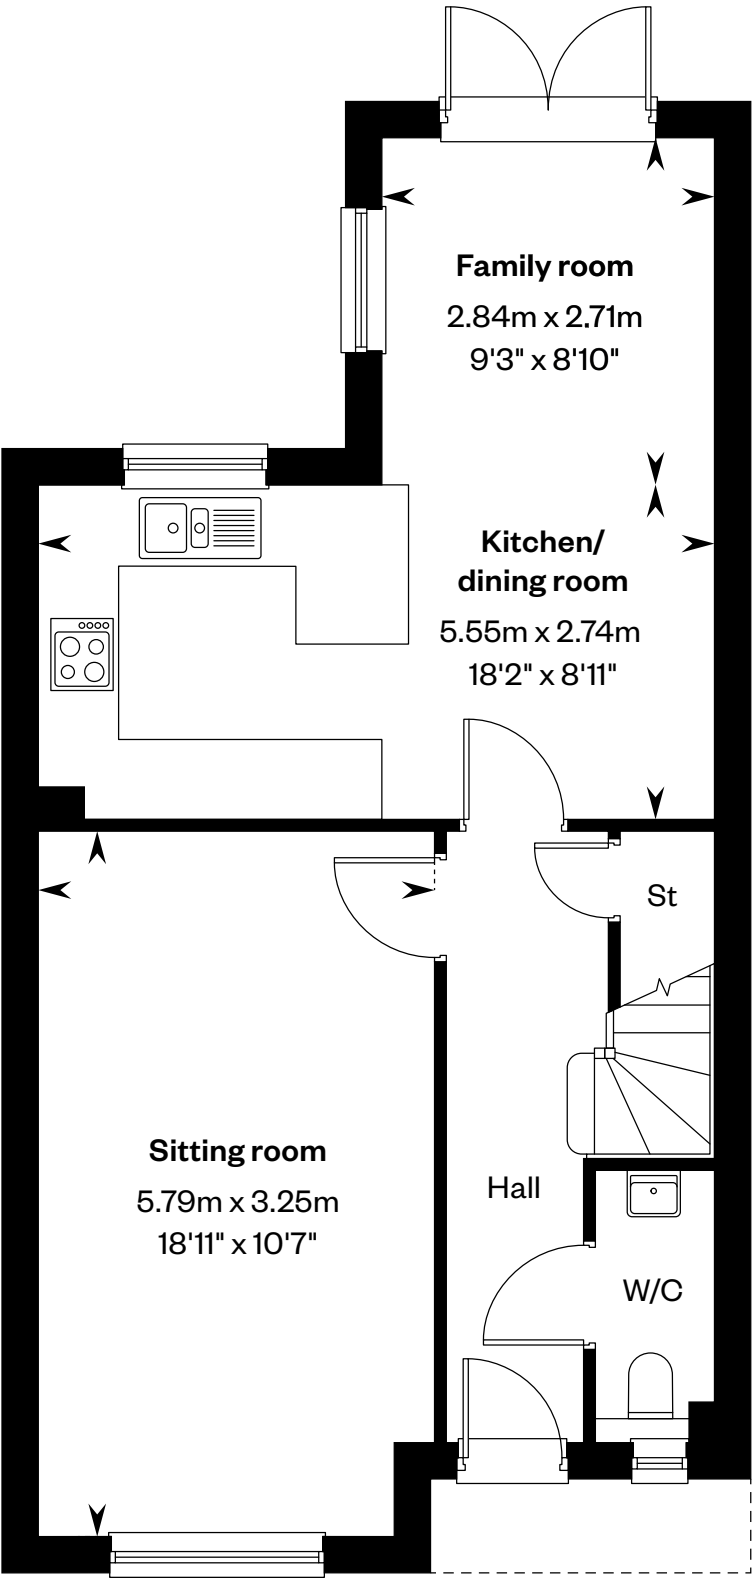 Family room
2.84m x 2.71m
9'3" x 8'10"
Kitchen/
dining room
5.55m x 2.74m
18'2" x 8'11"
St
Sitting room
5.79m x 3.25m
18'11" x 10'7"
Hall
W/C